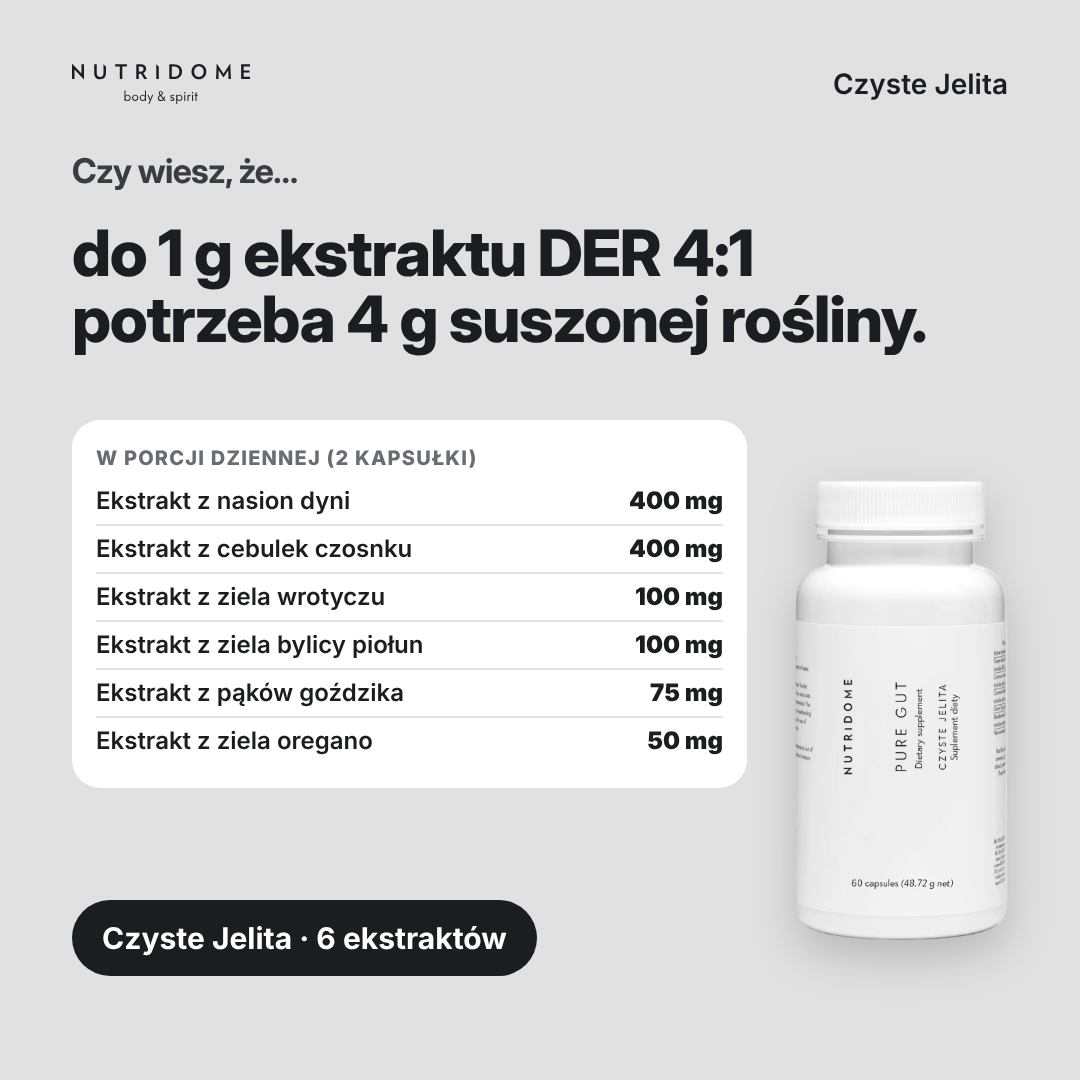 NUTRIDOME
body & spirit
Czyste Jelita
Czy wiesz, że...
do 1 g ekstraktu DER 4:1
potrzeba 4 g suszonej rośliny.
W PORCJI DZIENNEJ (2 KAPSUŁKI)
Ekstrakt z nasion dyni 400 mg
Ekstrakt z cebulek czosnku 400 mg
Ekstrakt z ziela wrotyczu 100 mg
Ekstrakt z ziela bylicy piołun 100 mg
Ekstrakt z pąków goździka 75 mg
Ekstrakt z ziela oregano 50 mg
NUTRIDOME
PURE GUT
Dietary supplement
CZYSTE JELITA
Suplement diety
60 capsules (48.72 g net)
Czyste Jelita · 6 ekstraktów